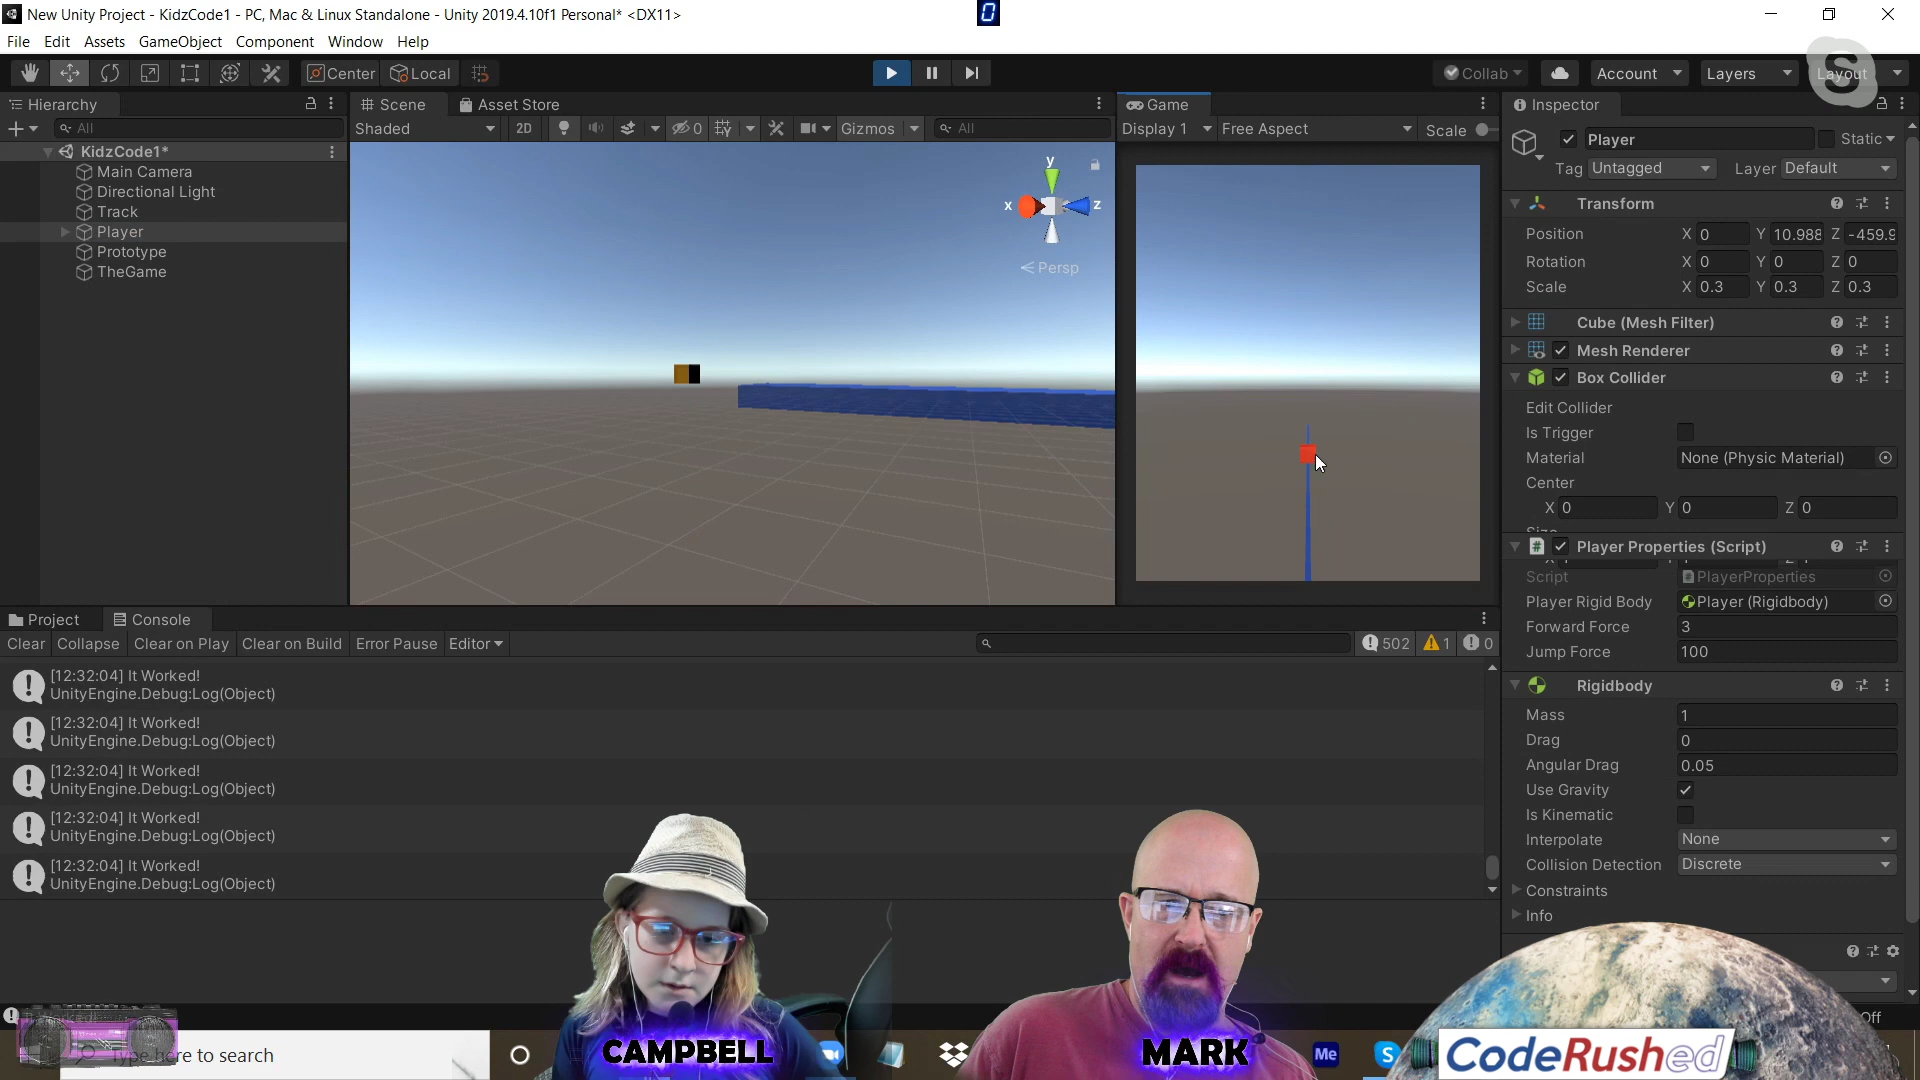 New Unity Project - KidzCode1 - PC, Mac & Linux Standalone - Unity 2019.4.10f1 Personal* <DX11>
0
File Edit Assets GameObject Component Window Help
Center Local Collab Account Layers Layout
Hierarchy
All
KidzCode1*
Main Camera
Directional Light
Track
Player
Prototype
TheGame
Scene Asset Store
Shaded 2D 0 Gizmos All
y
x z
Persp
Game
Display 1 Free Aspect Scale
Inspector
Player Static
Tag Untagged Layer Default
Transform
Position X 0 Y 10.988 Z -459.9
Rotation X 0 Y 0 Z 0
Scale X 0.3 Y 0.3 Z 0.3
Cube (Mesh Filter)
Mesh Renderer
Box Collider
Edit Collider
Is Trigger
Material None (Physic Material)
Center
X 0 Y 0 Z 0
Player Properties (Script)
Script PlayerProperties
Player Rigid Body Player (Rigidbody)
Forward Force 3
Jump Force 100
Rigidbody
Mass 1
Drag 0
Angular Drag 0.05
Use Gravity
Is Kinematic
Interpolate None
Collision Detection Discrete
Constraints
Info
Project Console
Clear Collapse Clear on Play Clear on Build Error Pause Editor 502 1 0
[12:32:04] It Worked!
UnityEngine.Debug:Log(Object)
[12:32:04] It Worked!
UnityEngine.Debug:Log(Object)
[12:32:04] It Worked!
UnityEngine.Debug:Log(Object)
[12:32:04] It Worked!
UnityEngine.Debug:Log(Object)
[12:32:04] It Worked!
UnityEngine.Debug:Log(Object)
Off
here to search
CAMPBELL
MARK
Me
S
CodeRushed